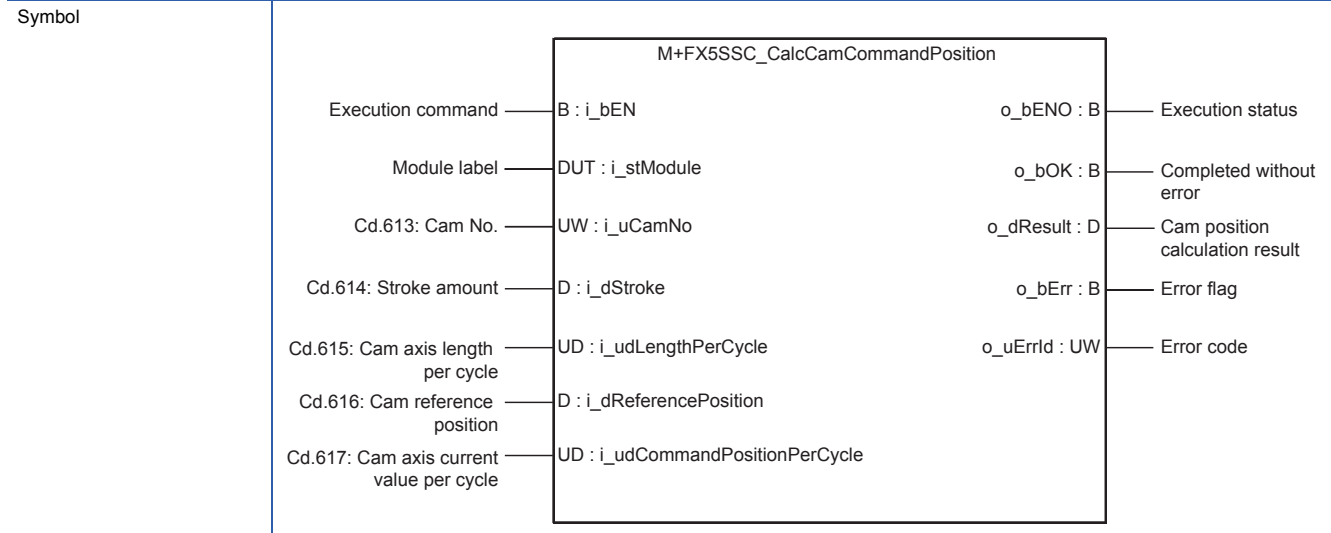 Symbol
M+FX5SSC_CalcCamCommandPosition
Execution command
B : i_bEN
o_bENO : B
Execution status
Module label
DUT : i_stModule
o_bOK : B
Completed without
error
Cd.613: Cam No.
UW : i_uCamNo
o_dResult : D
Cam position
calculation result
Cd.614: Stroke amount
D : i_dStroke
o_bErr : B
Error flag
Cd.615: Cam axis length
per cycle
UD : i_udLengthPerCycle
o_uErrId : UW
Error code
Cd.616: Cam reference
position
D : i_dReferencePosition
Cd.617: Cam axis current
value per cycle
UD : i_udCommandPositionPerCycle